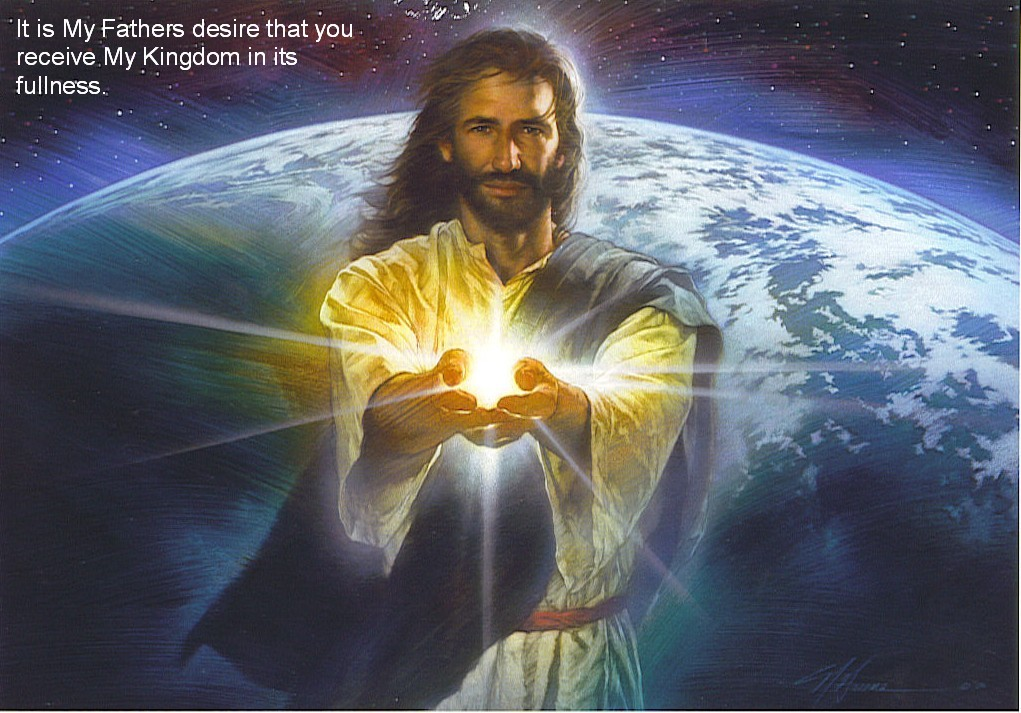 It is My Fathers desire that you
receive My Kingdom in its
fullness.